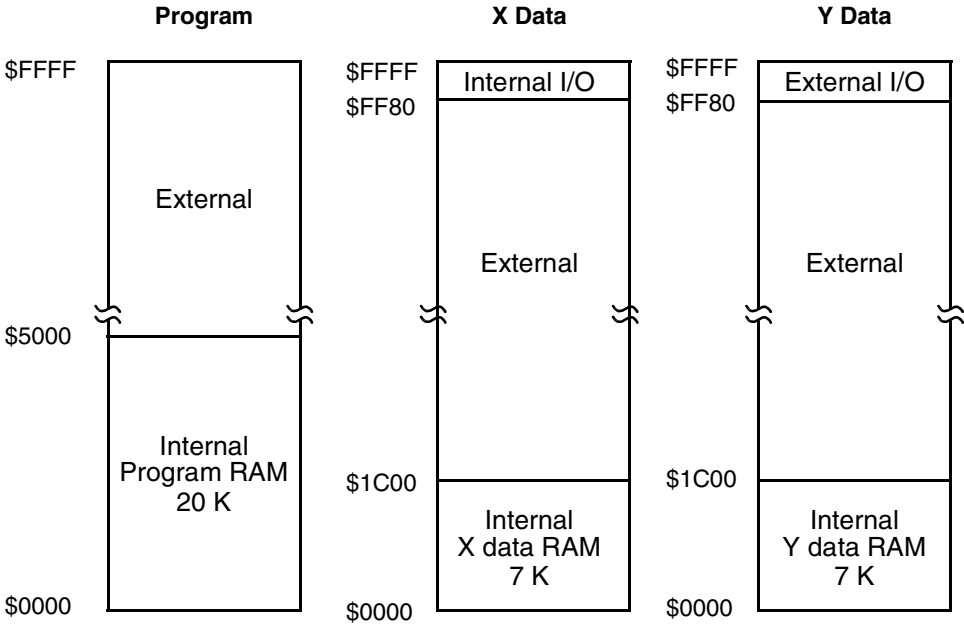 Program
$FFFF
External
$5000
Internal
Program RAM
20 K
$0000
X Data
$FFFF
Internal I/O
$FF80
External
$1C00
Internal
X data RAM
7 K
$0000
Y Data
$FFFF
External I/O
$FF80
External
$1C00
Internal
Y data RAM
7 K
$0000